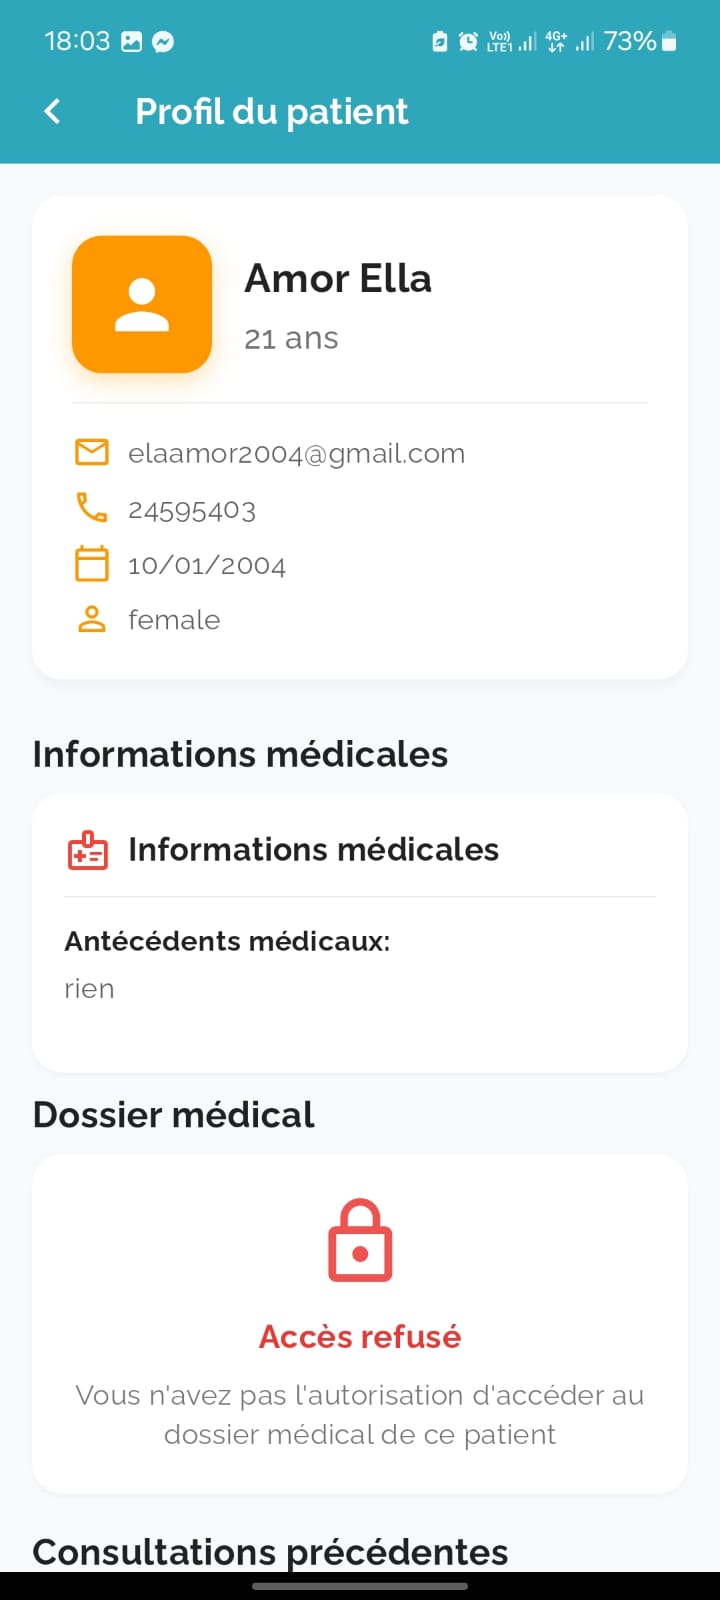 18:03
Vo)) LTE1
4G+
73%
Profil du patient
Amor Ella
21 ans
elaamor2004@gmail.com
24595403
10/01/2004
female
Informations médicales
Informations médicales
Antécédents médicaux:
rien
Dossier médical
Accès refusé
Vous n'avez pas l'autorisation d'accéder au
dossier médical de ce patient
Consultations précédentes